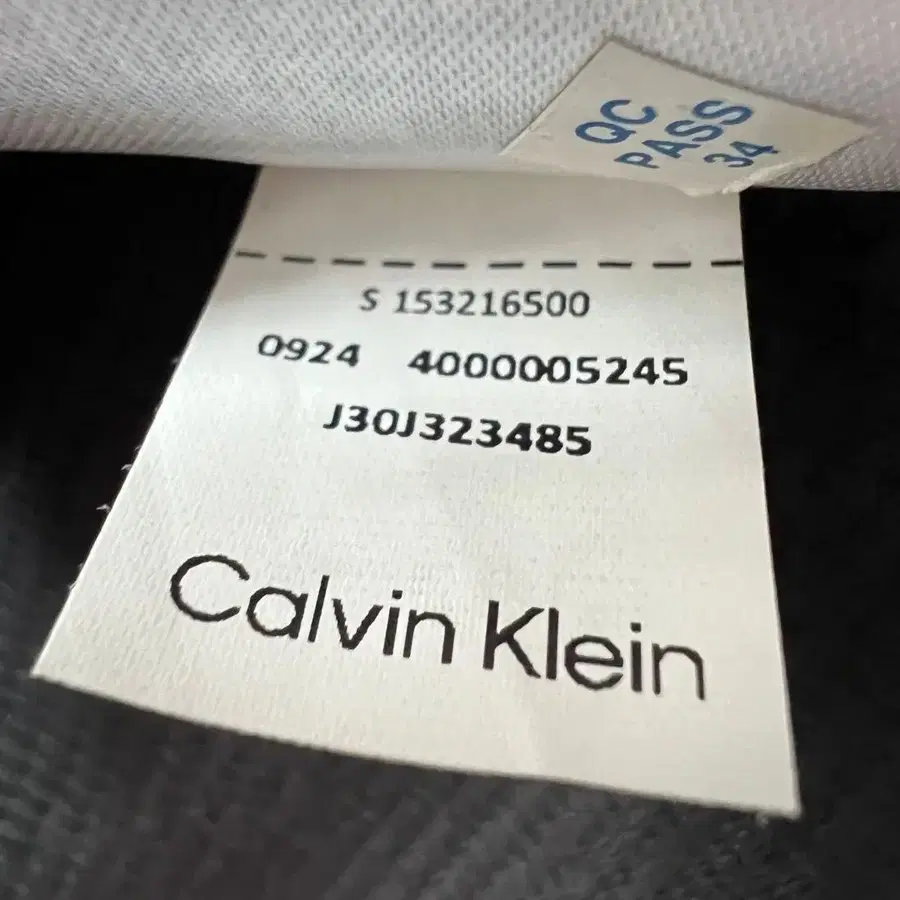 QC
PASS
34
S 153216500
0924 4000005245
J30J323485
Calvin Klein